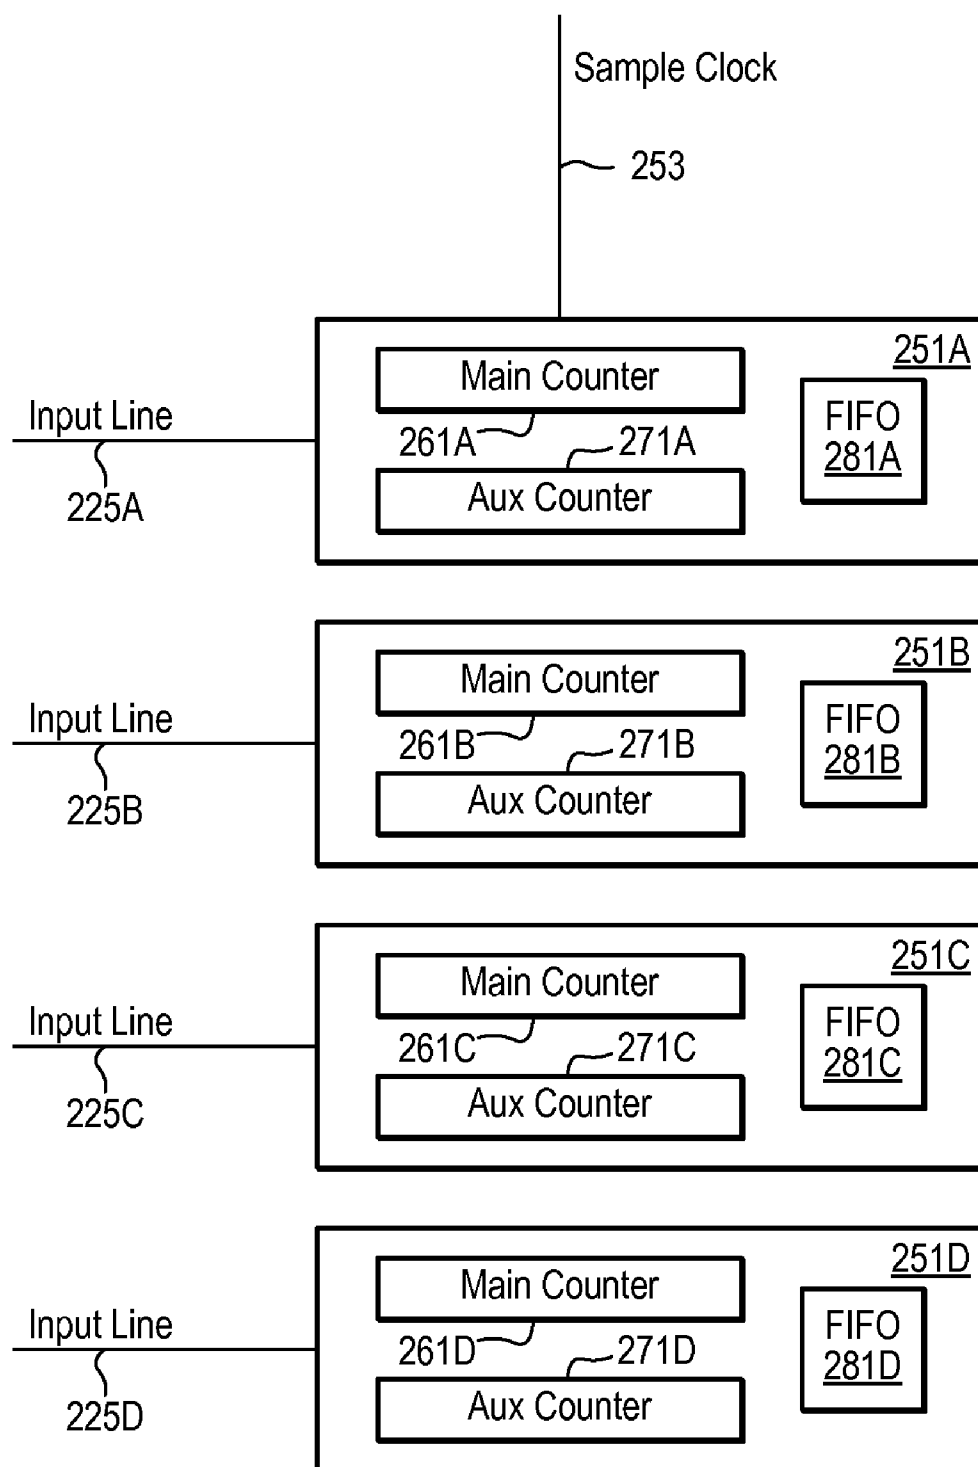 Sample Clock
253
251A
Main Counter
FIFO
281A
Input Line
261A
271A
225A
Aux Counter
251B
Main Counter
FIFO
281B
Input Line
261B
271B
225B
Aux Counter
251C
Main Counter
FIFO
281C
Input Line
261C
271C
225C
Aux Counter
251D
Main Counter
FIFO
281D
Input Line
261D
271D
225D
Aux Counter